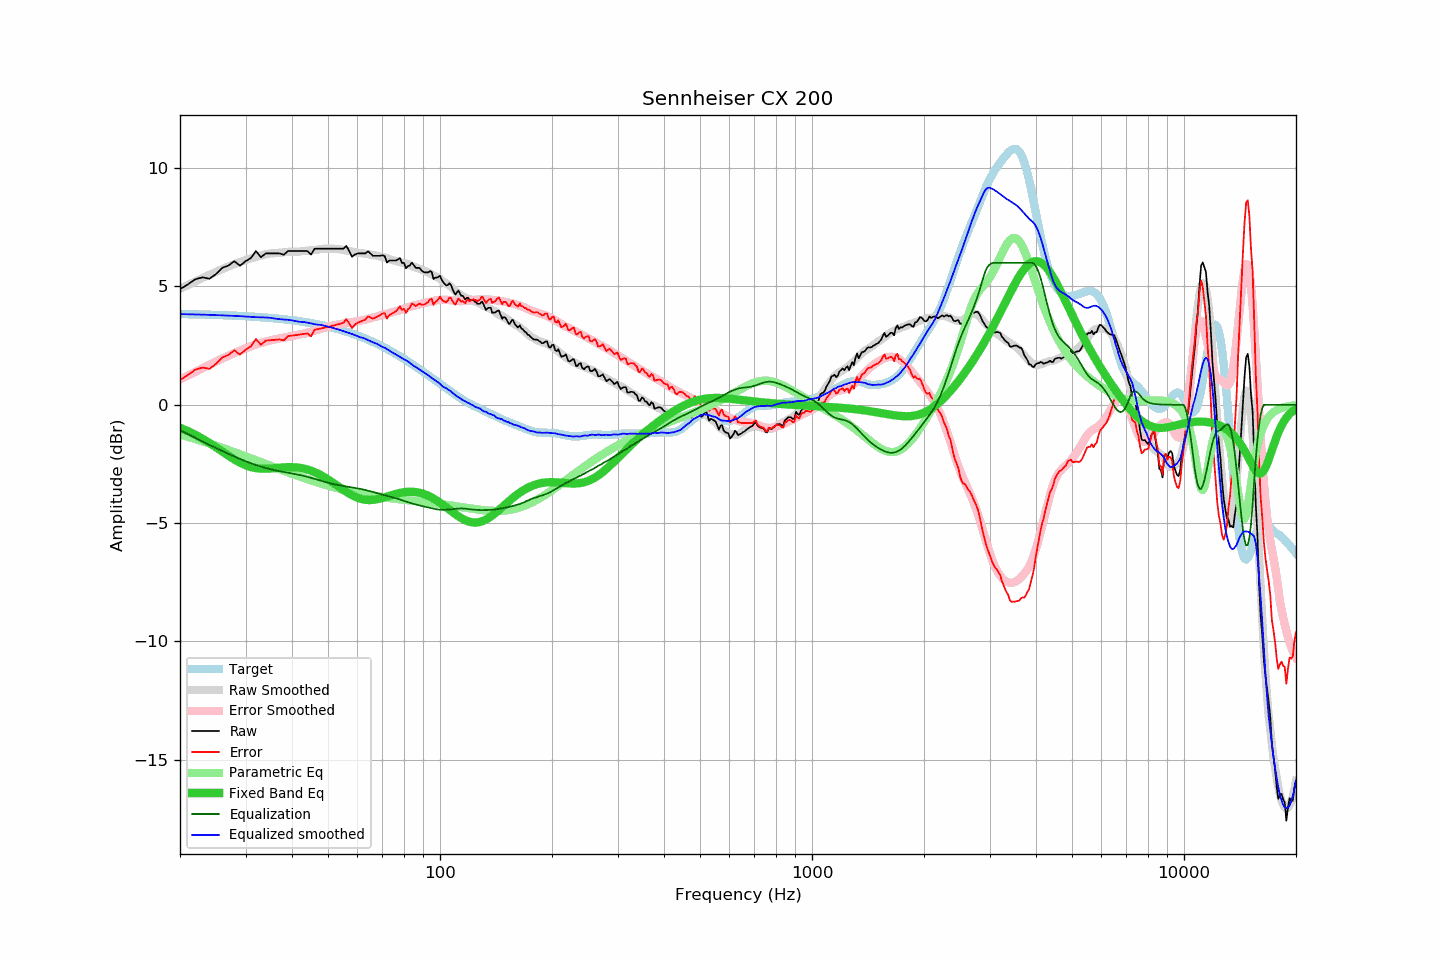 Sennheiser CX 200
Amplitude (dBr)
10
5
0
−5
−10
−15
Target
Raw Smoothed
Error Smoothed
Raw
Error
Parametric Eq
Fixed Band Eq
Equalization
Equalized smoothed
100
1000
10000
Frequency (Hz)